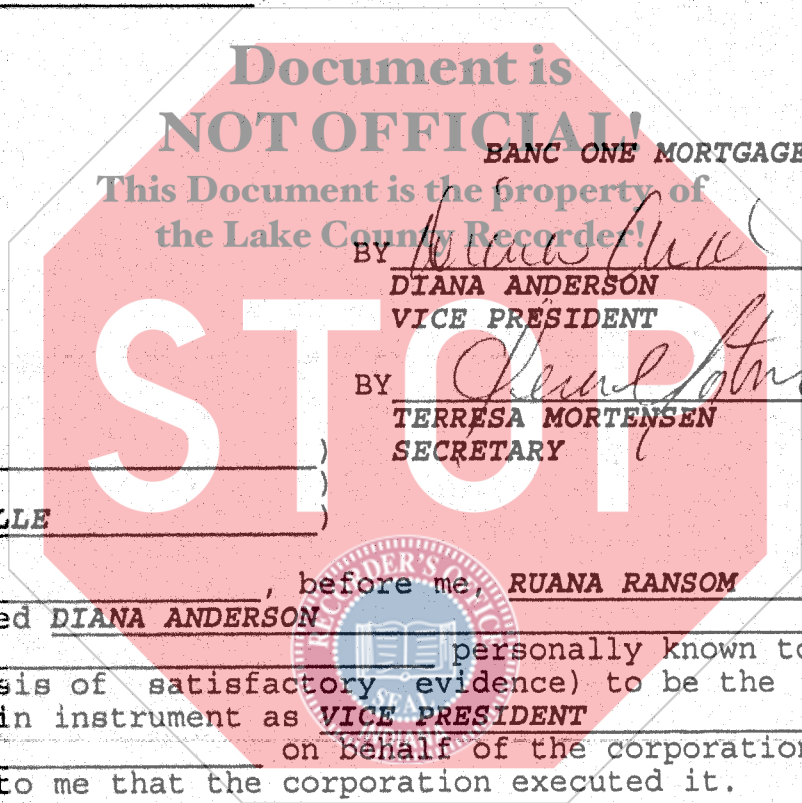 Document is
NOT OFFICIAL!
BANC ONE MORTGAGE
This Document is the property of
the Lake County Recorder!
BY
DIANA ANDERSON
VICE PRESIDENT
STOP
BY
TERRESA MORTENSEN
) SECRETARY
)
LLE )
RECORDER'S OFFICE
, before me, RUANA RANSOM
ed DIANA ANDERSON
personally known to
sis of satisfactory evidence) to be the
SEAL
in instrument as VICE PRESIDENT
INDIANA
on behalf of the corporation
to me that the corporation executed it.